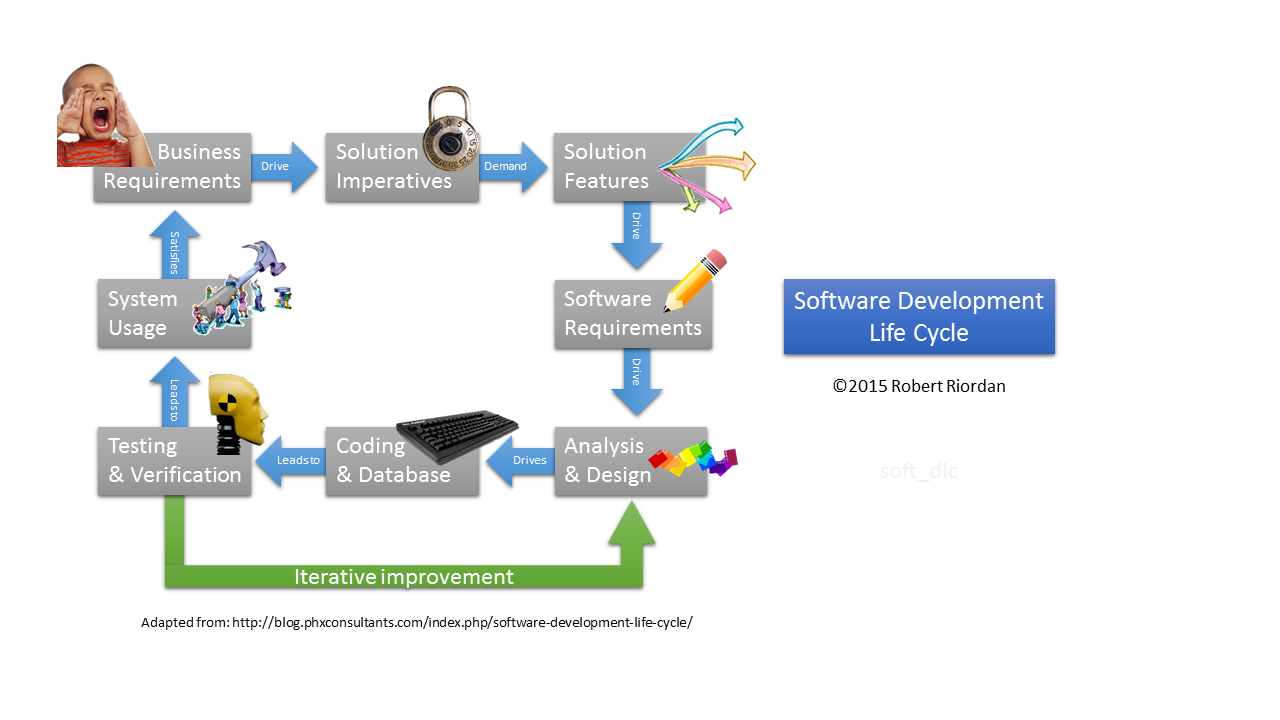 Business
Requirements
Drive
Solution
Imperatives
Demand
Solution
Features
Drive
Software
Requirements
Drive
Analysis
& Design
Drives
Coding
& Database
Leads to
Testing
& Verification
Leads to
System
Usage
Satisfies
Iterative improvement
Software Development
Life Cycle
©2015 Robert Riordan
soft_dlc
Adapted from: http://blog.phxconsultants.com/index.php/software-development-life-cycle/